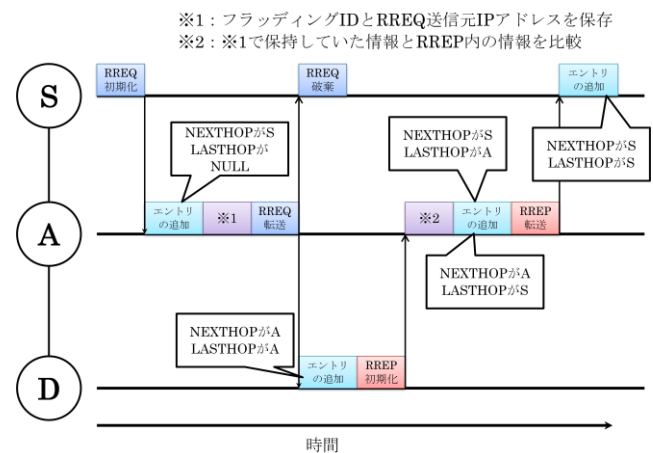 ※1：フラッディングIDとRREQ送信元IPアドレスを保存
※2：※1で保持していた情報とRREP内の情報を比較
S
RREQ
初期化
RREQ
破棄
エントリ
の追加
NEXTHOPがS
LASTHOPが
NULL
NEXTHOPがS
LASTHOPがA
NEXTHOPがS
LASTHOPがS
A
エントリ
の追加
※1
RREQ
転送
※2
エントリ
の追加
RREP
転送
NEXTHOPがA
LASTHOPがS
NEXTHOPがA
LASTHOPがA
D
エントリ
の追加
RREP
初期化
時間